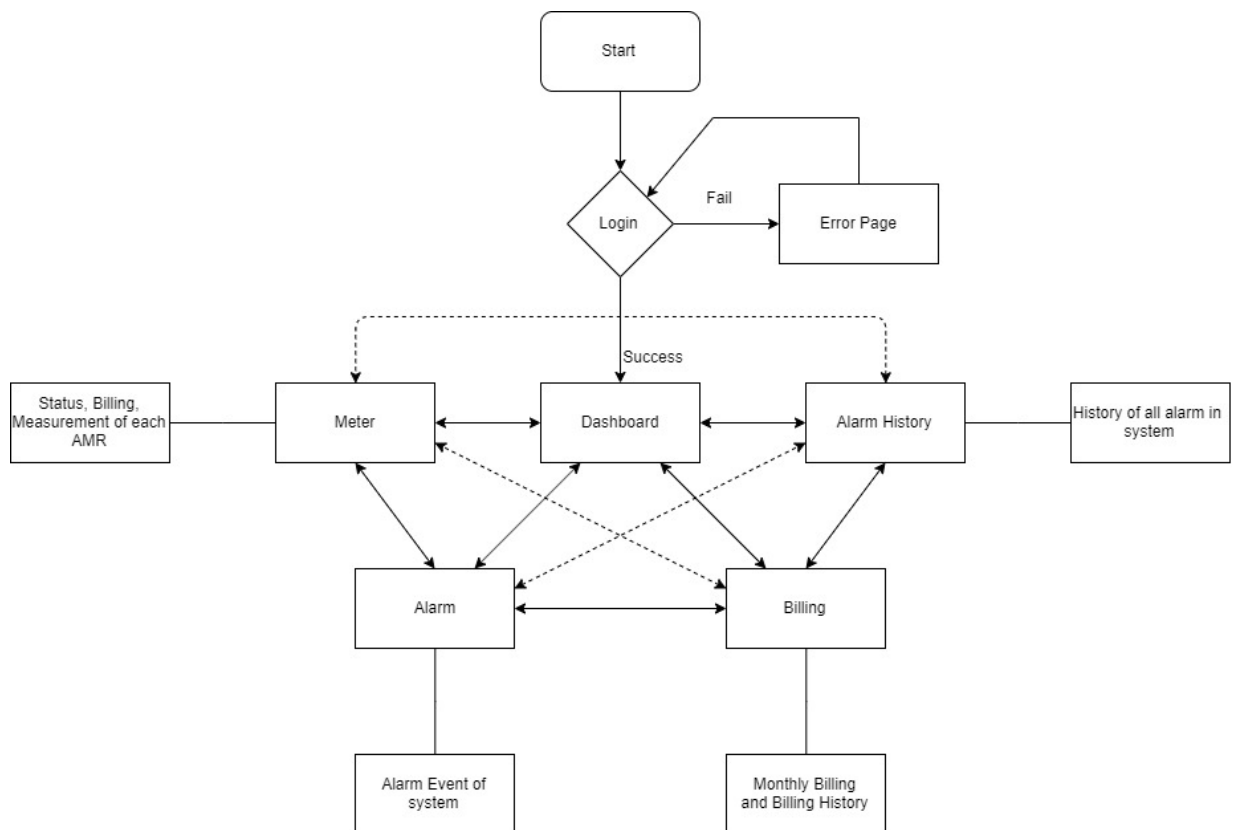 Start
Login
Fail
Error Page
Success
Status, Billing,
Measurement of each
AMR
Meter
Dashboard
Alarm History
History of all alarm in
system
Alarm
Billing
Alarm Event of
system
Monthly Billing
and Billing History